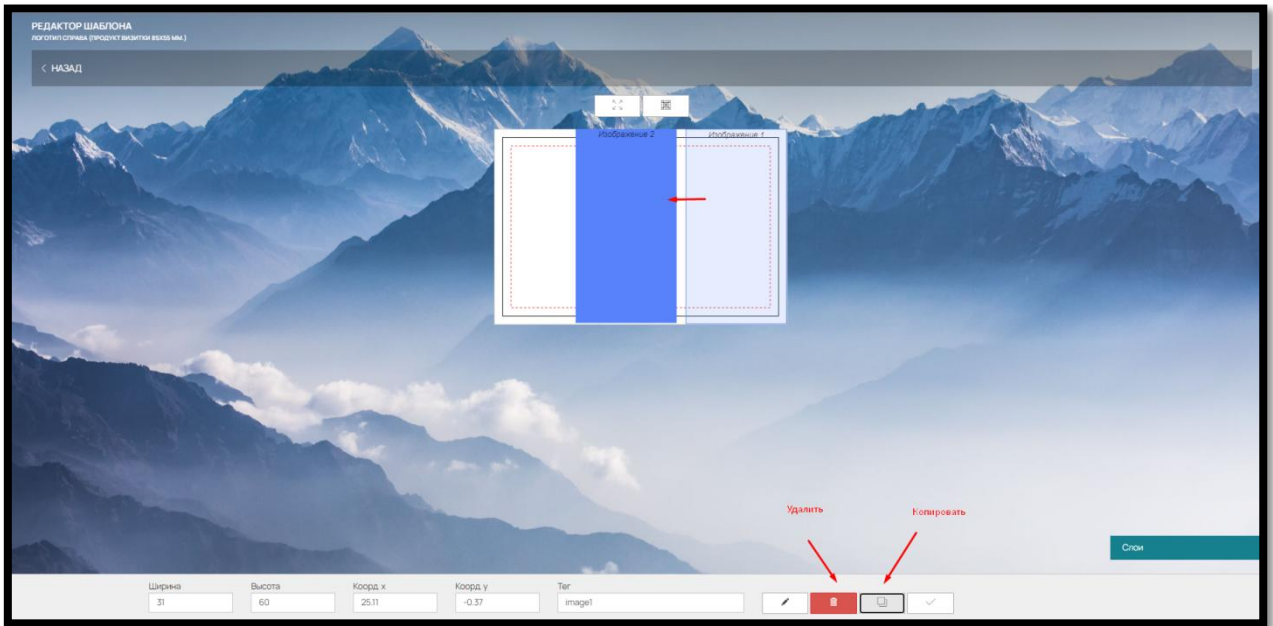 РЕДАКТОР ШАБЛОНА
ЛОГОТИП СПРАВА (ПРОДУКТ ВИЗИТКИ 85X55 ММ.)
< НАЗАД
Изображение 2 Изображение 1
Удалить Копировать
Слои
Ширина Высота Коорд х Коорд у Тег
31 60 25.11 -0.37 image1